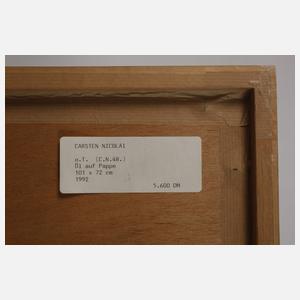 CARSTEN NICOLAI
o.T. (C.N.48.)
Öl auf Pappe
101 x 72 cm
1992
5.600 DM